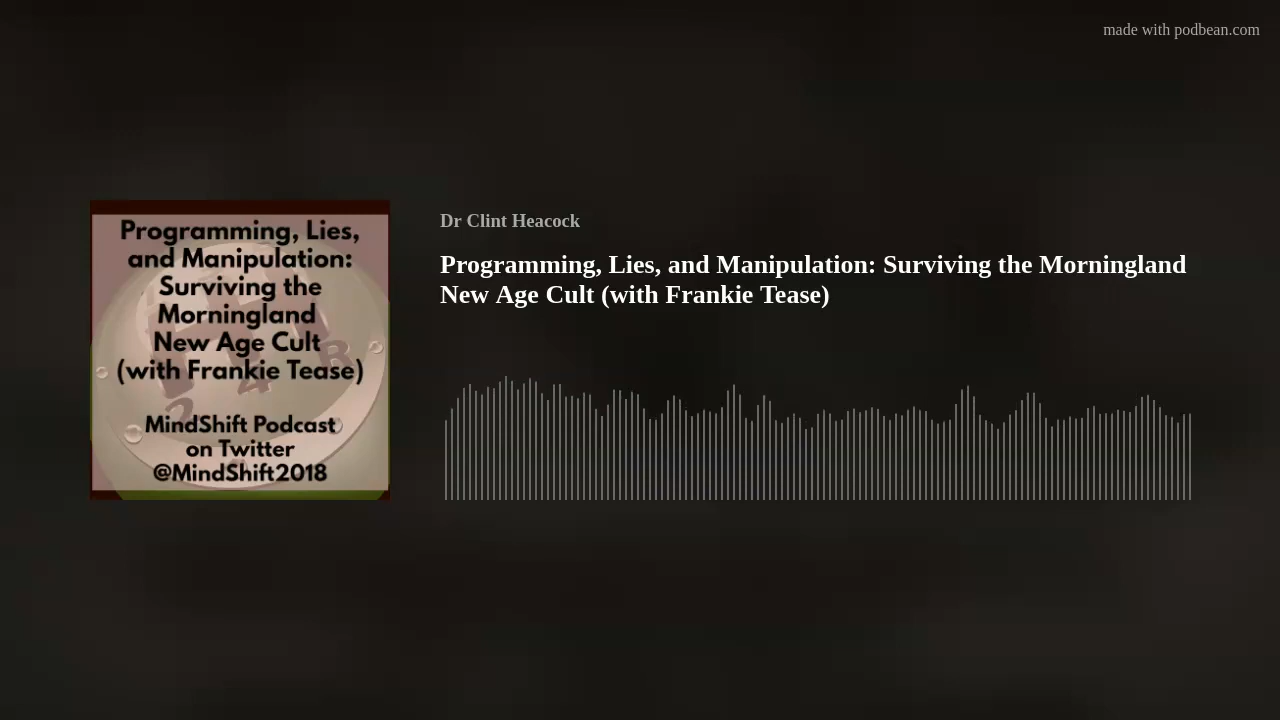 made with podbean.com
Programming, Lies,
and Manipulation:
Surviving the
Morningland
New Age Cult
(with Frankie Tease)
MindShift Podcast
on Twitter
@MindShift2018
Dr Clint Heacock
Programming, Lies, and Manipulation: Surviving the Morningland
New Age Cult (with Frankie Tease)